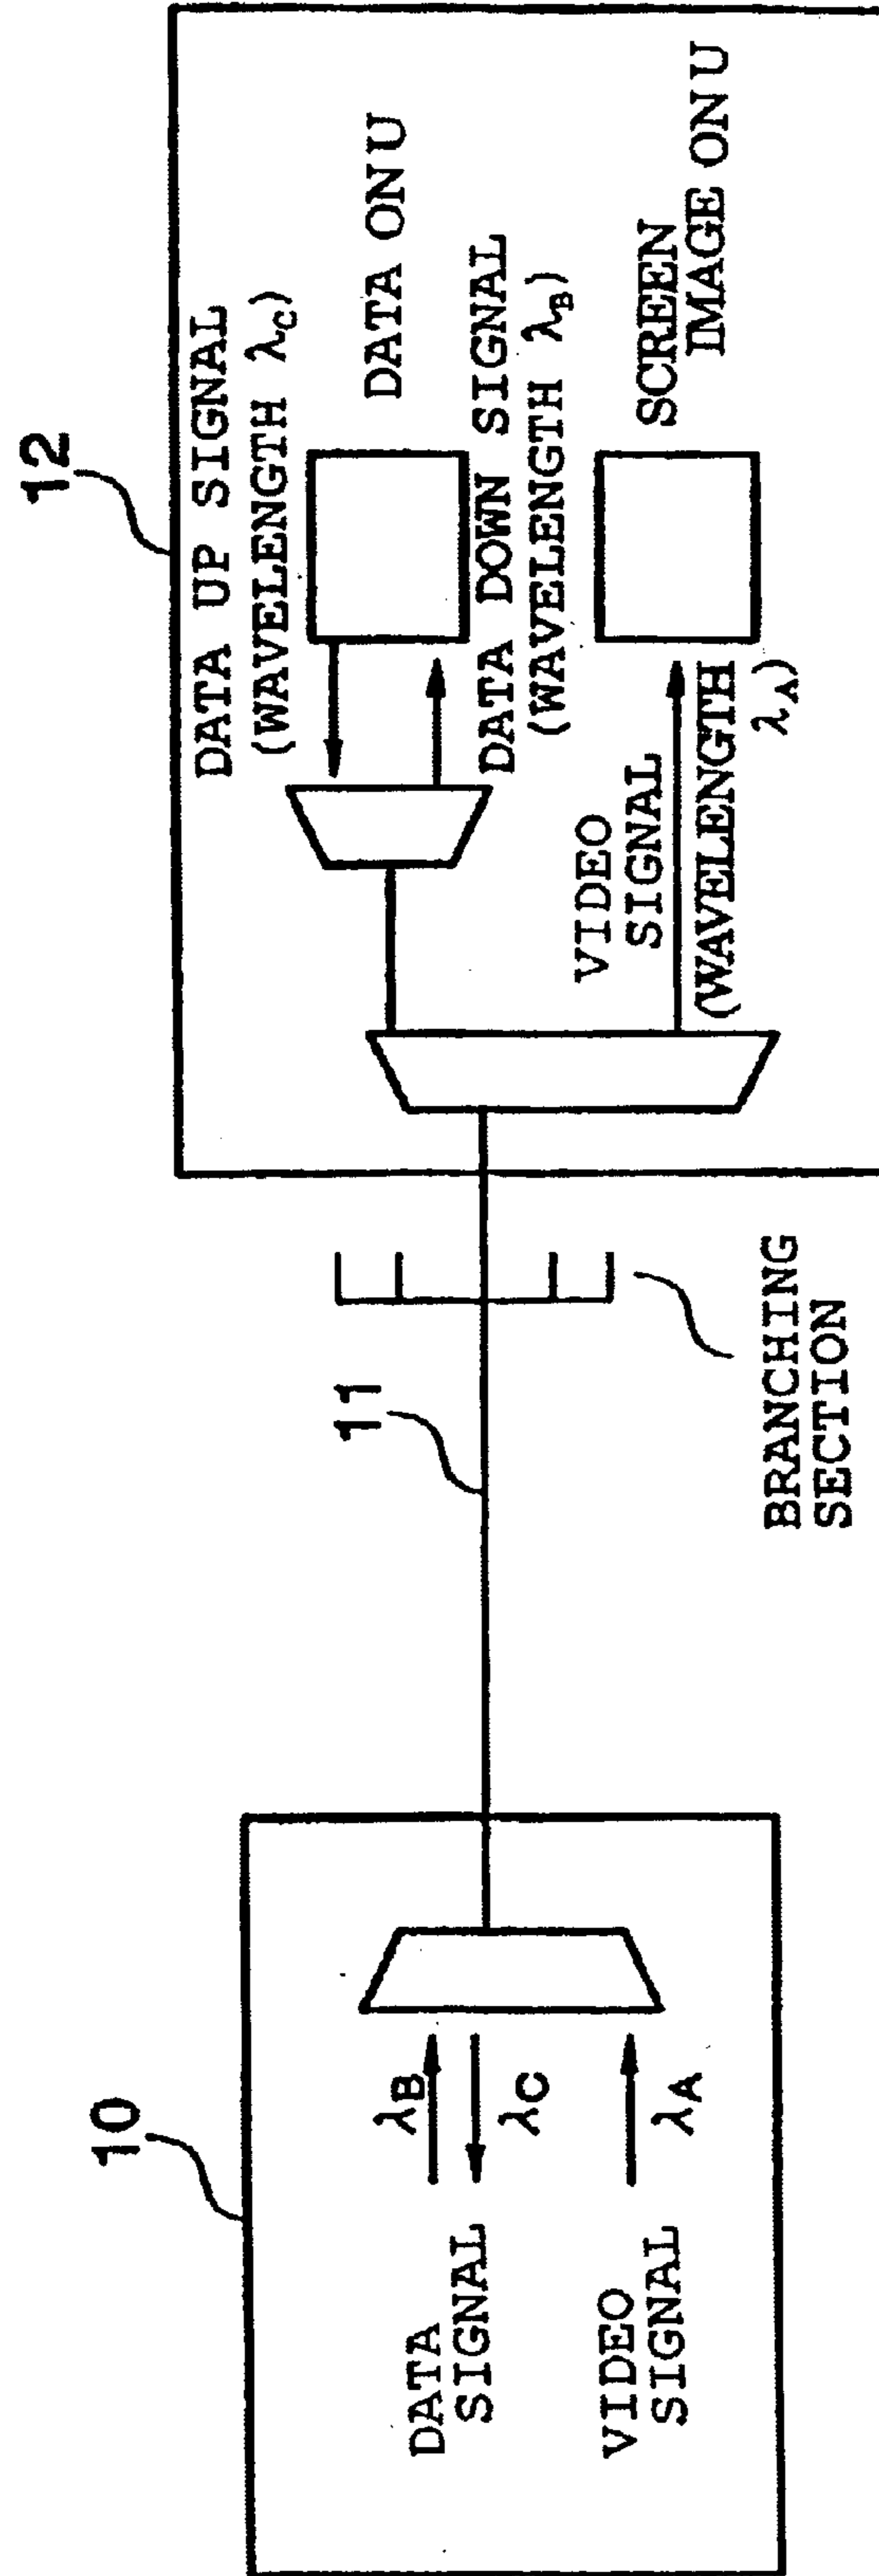 10
DATA
SIGNAL
λB
λC
VIDEO
SIGNAL
λA
11
BRANCHING
SECTION
12
DATA UP SIGNAL
(WAVELENGTH λC)
DATA ONU
DATA DOWN SIGNAL
(WAVELENGTH λB)
VIDEO
SIGNAL
(WAVELENGTH
λA)
SCREEN
IMAGE ONU